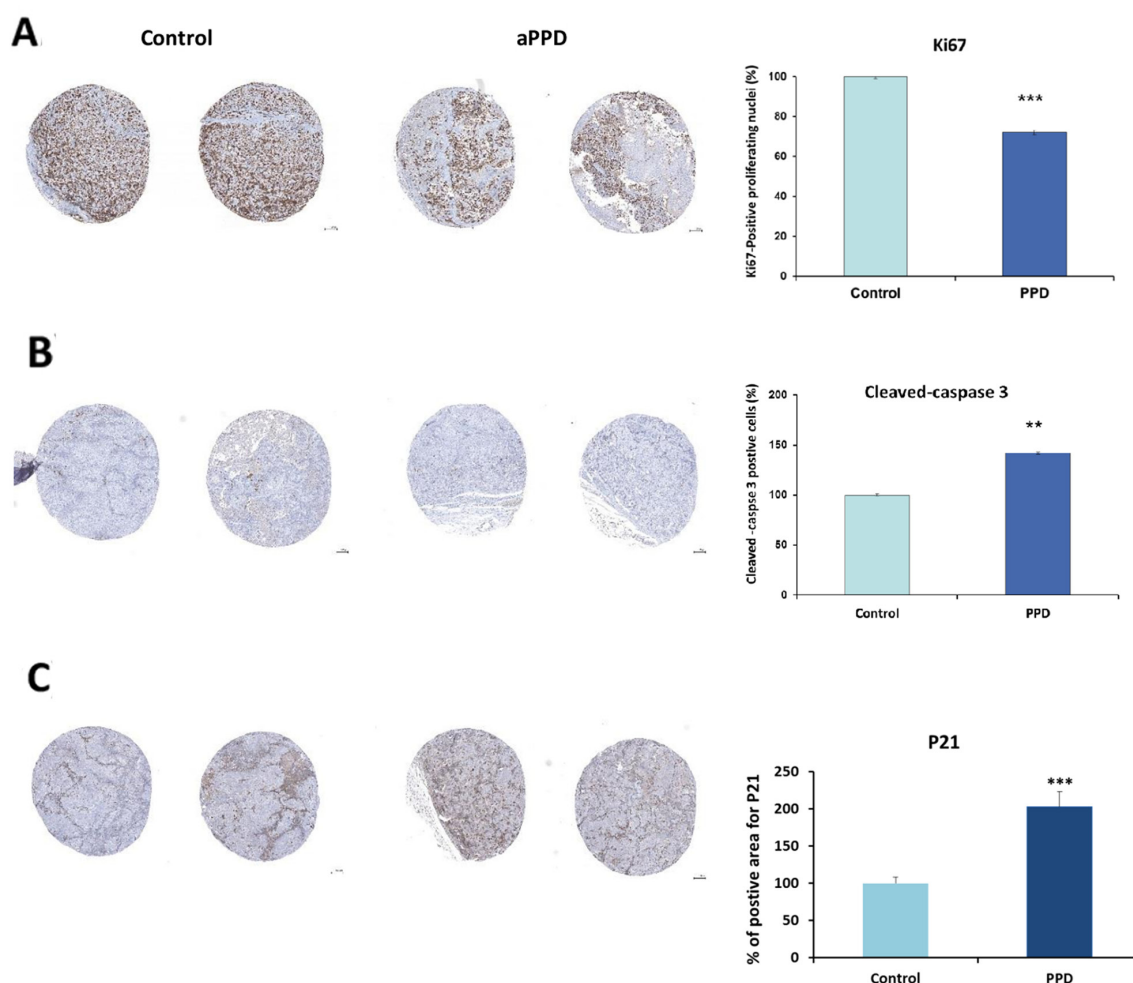 A
Control
aPPD
Ki67
Ki67-Positive proliferating nuclei (%)
100
80
60
40
20
0
***
Control
PPD
B
Cleaved-caspase 3
Cleaved -caspse 3 postive cells (%)
200
150
100
50
0
**
Control
PPD
C
P21
% of postive area for P21
250
200
150
100
50
0
***
Control
PPD